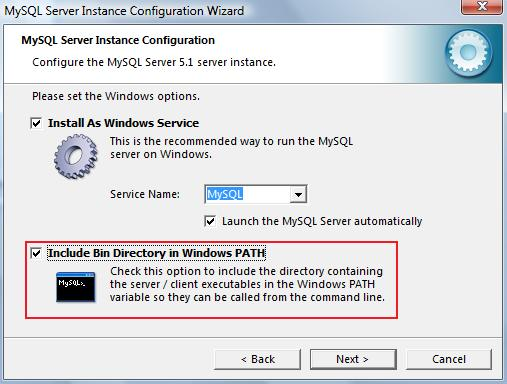 MySQL Server Instance Configuration Wizard
MySQL Server Instance Configuration
Configure the MySQL Server 5.1 server instance.
Please set the Windows options.
Install As Windows Service
This is the recommended way to run the MySQL
server on Windows.
Service Name: MySQL
Launch the MySQL Server automatically
Include Bin Directory in Windows PATH
Check this option to include the directory containing
the server / client executables in the Windows PATH
variable so they can be called from the command line.
MySQL>_
< Back Next > Cancel